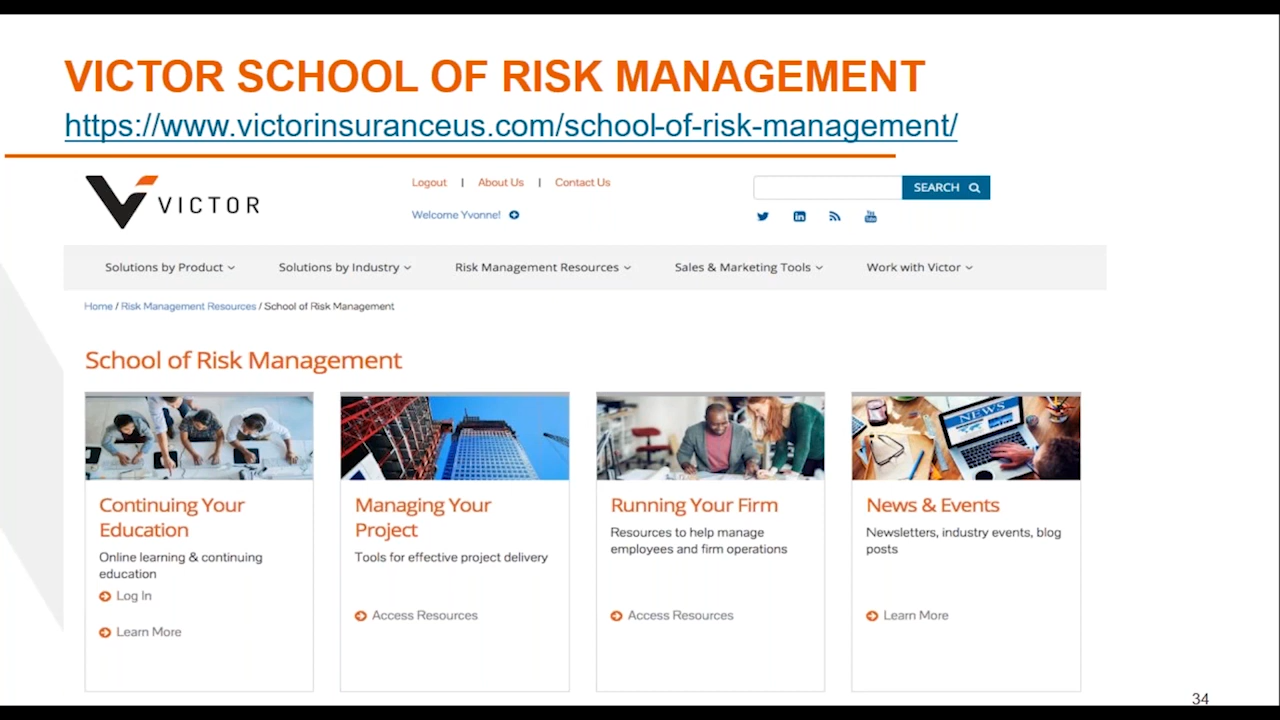 VICTOR SCHOOL OF RISK MANAGEMENT
https://www.victorinsuranceus.com/school-of-risk-management/
VICTOR
Logout | About Us | Contact Us
Welcome Yvonne!
SEARCH
You
Tube
Solutions by Product
Solutions by Industry
Risk Management Resources
Sales & Marketing Tools
Work with Victor
Home / Risk Management Resources / School of Risk Management
School of Risk Management
Continuing Your
Education
Online learning & continuing
education
Log In
Learn More
Managing Your
Project
Tools for effective project delivery
Access Resources
Running Your Firm
Resources to help manage
employees and firm operations
Access Resources
NEWS
News & Events
Newsletters, industry events, blog
posts
Learn More
34